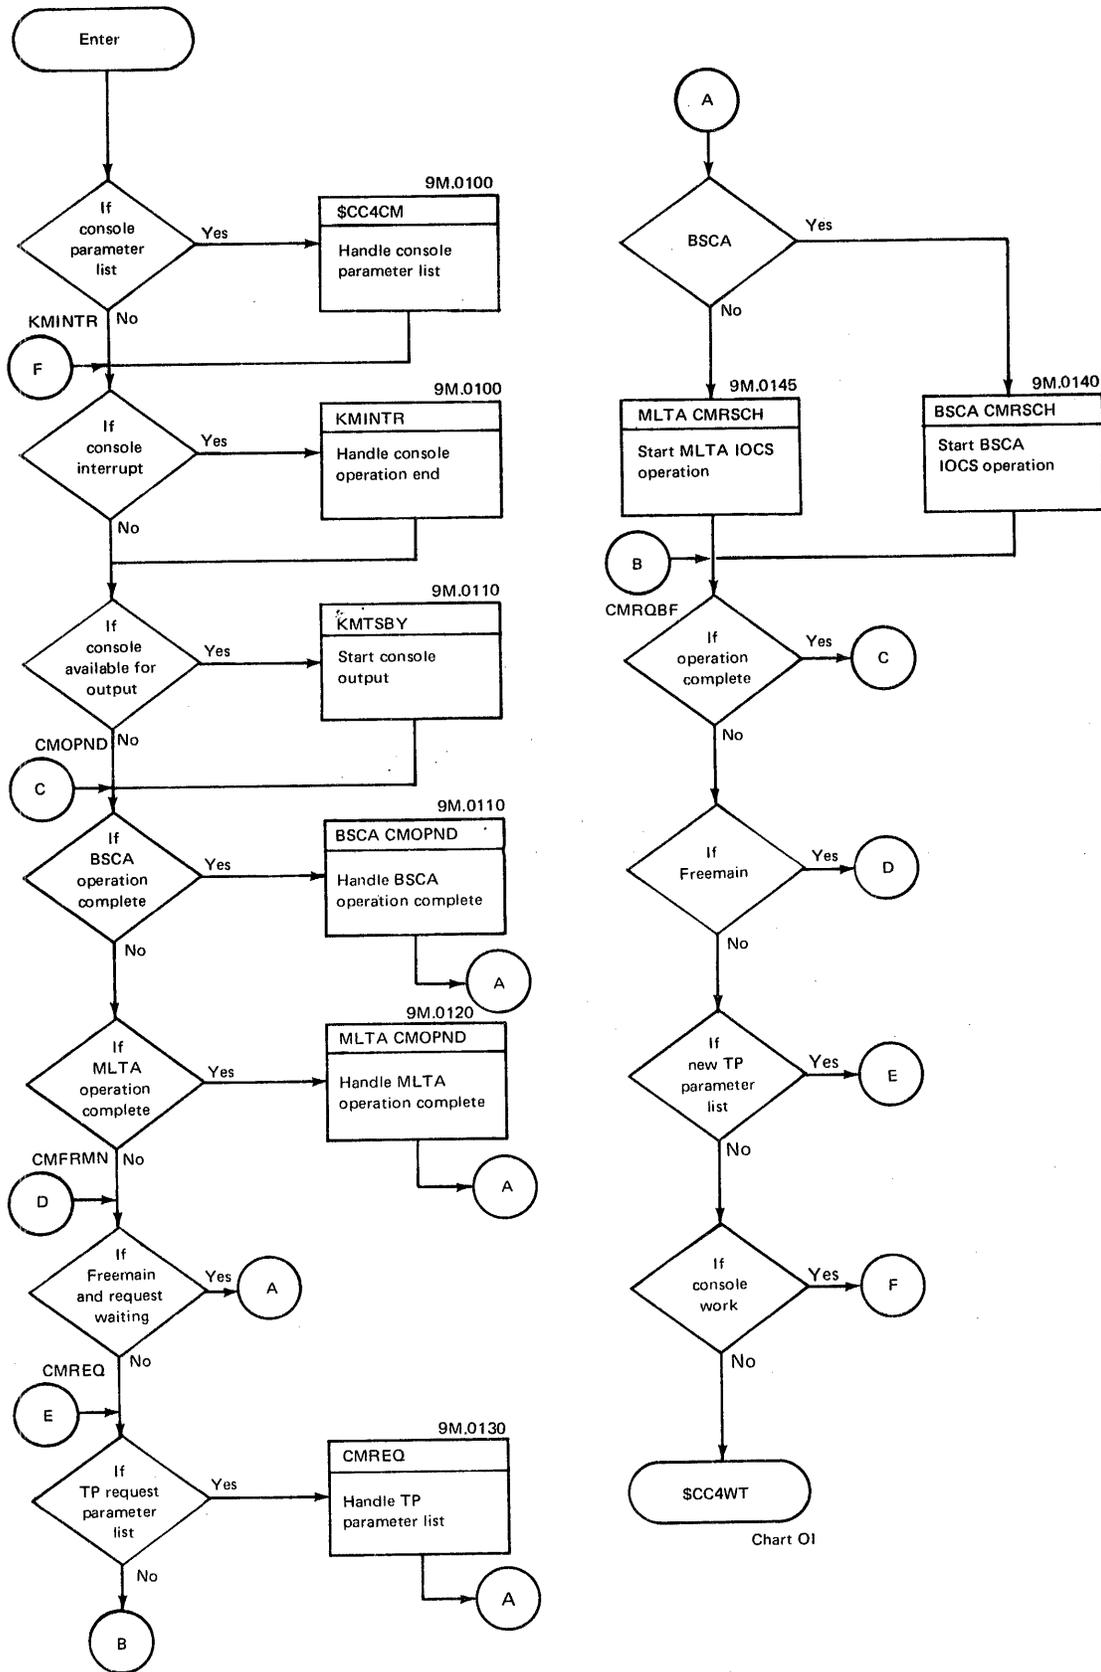 Enter
If
console
parameter
list
Yes
9M.0100
$CC4CM
Handle console
parameter list
No
KMINTR
F
If
console
interrupt
Yes
9M.0100
KMINTR
Handle console
operation end
No
If
console
available for
output
Yes
9M.0110
KMTSBY
Start console
output
No
CMOPND
C
If
BSCA
operation
complete
Yes
9M.0110
BSCA CMOPND
Handle BSCA
operation complete
A
No
If
MLTA
operation
complete
Yes
9M.0120
MLTA CMOPND
Handle MLTA
operation complete
A
No
CMFRMN
D
If
Freemain
and request
waiting
Yes
A
No
CMREQ
E
If
TP request
parameter
list
Yes
9M.0130
CMREQ
Handle TP
parameter list
A
No
B
A
BSCA
Yes
No
9M.0145
MLTA CMRSCH
Start MLTA IOCS
operation
9M.0140
BSCA CMRSCH
Start BSCA
IOCS operation
B
CMRQBF
If
operation
complete
Yes
C
No
If
Freemain
Yes
D
No
If
new TP
parameter
list
Yes
E
No
If
console
work
Yes
F
No
$CC4WT
Chart OI